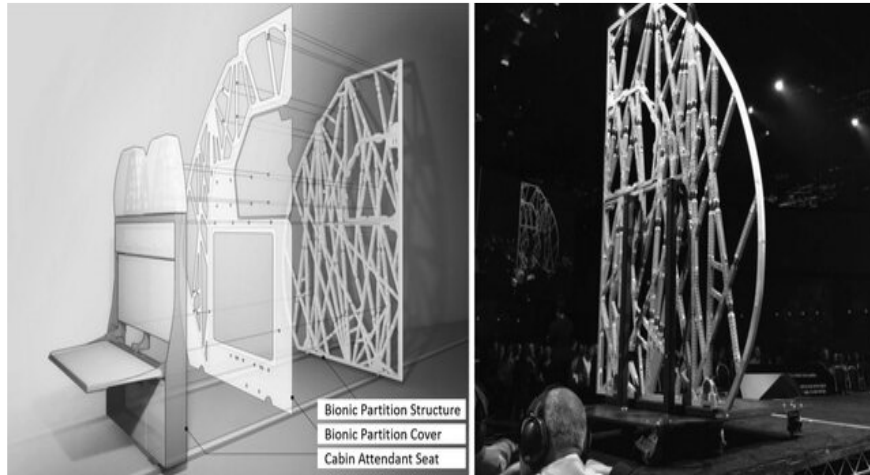 Bionic Partition Structure
Bionic Partition Cover
Cabin Attendant Seat